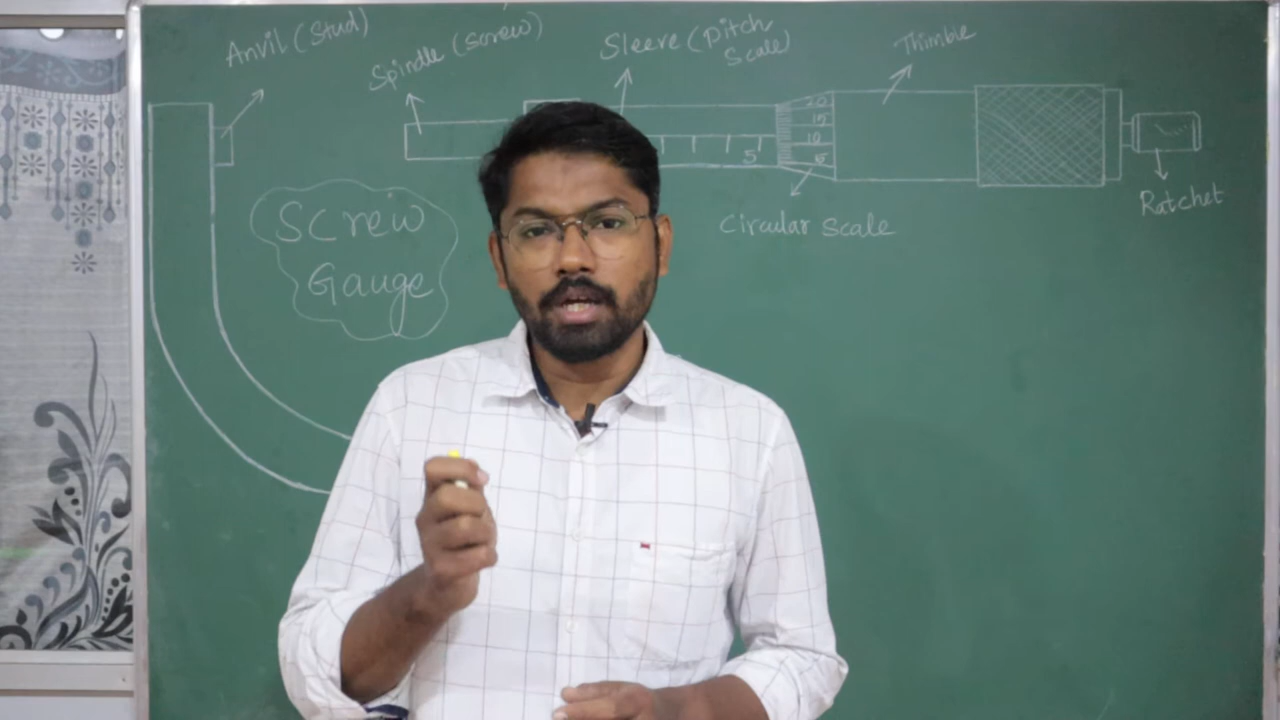 Anvil (Stud)
Spindle (Screw)
Sleeve (Pitch
Scale)
Thimble
20
15
10
5
5
Ratchet
Circular Scale
Screw
Gauge